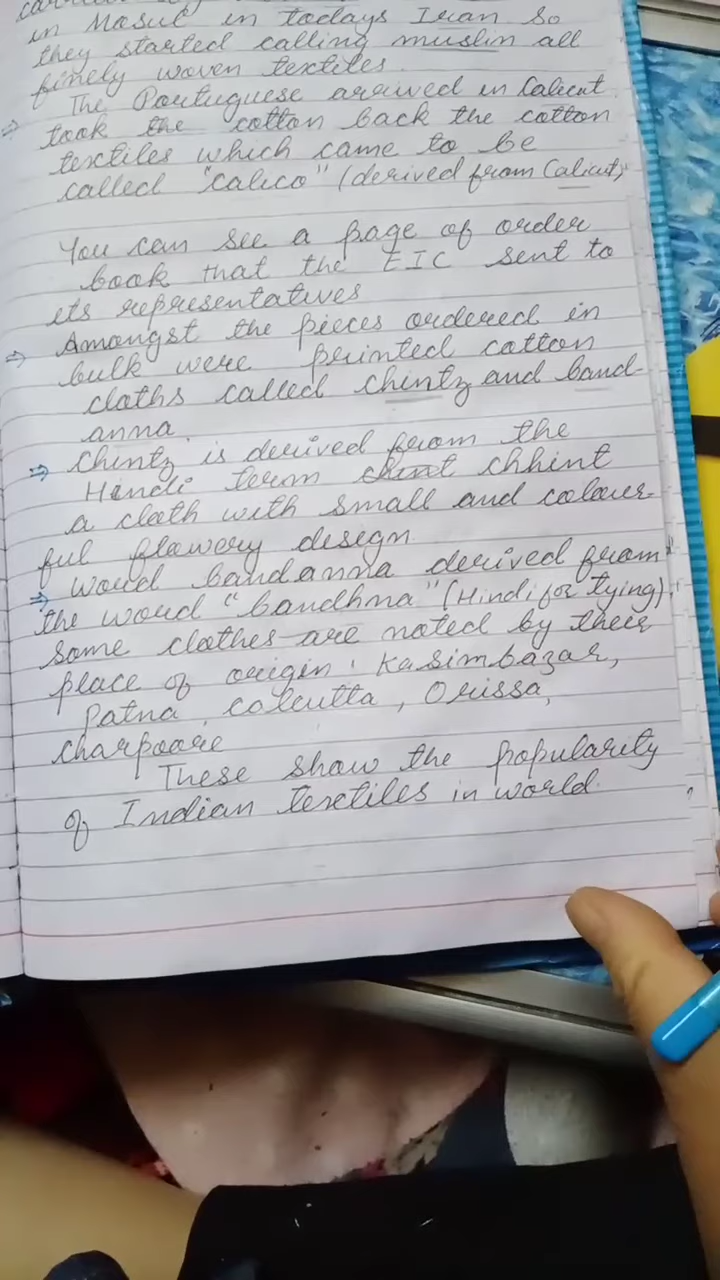 in Mosul in todays Iran so
they started calling muslin all
finely woven textiles.
The Portuguese arrived in Calicut
⇒ took the cotton back the cotton
textiles which came to be
called "calico" (derived from Calicut)
You can see a page of order
book that the EIC sent to
its representatives
⇒ Amongst the pieces ordered in
bulk were printed cotton
cloths called chintz and band-
anna.
⇒ Chintz is derived from the
Hindi term chint chhint
a cloth with small and colour-
ful flowery design.
⇒ Word bandanna derived from
the word "bandhna" (Hindi for tying).
Some clothes are noted by their
place of origin: Kasimbazar,
Patna, Calcutta, Orissa,
Charpoore
These show the popularity
of Indian textiles in world.